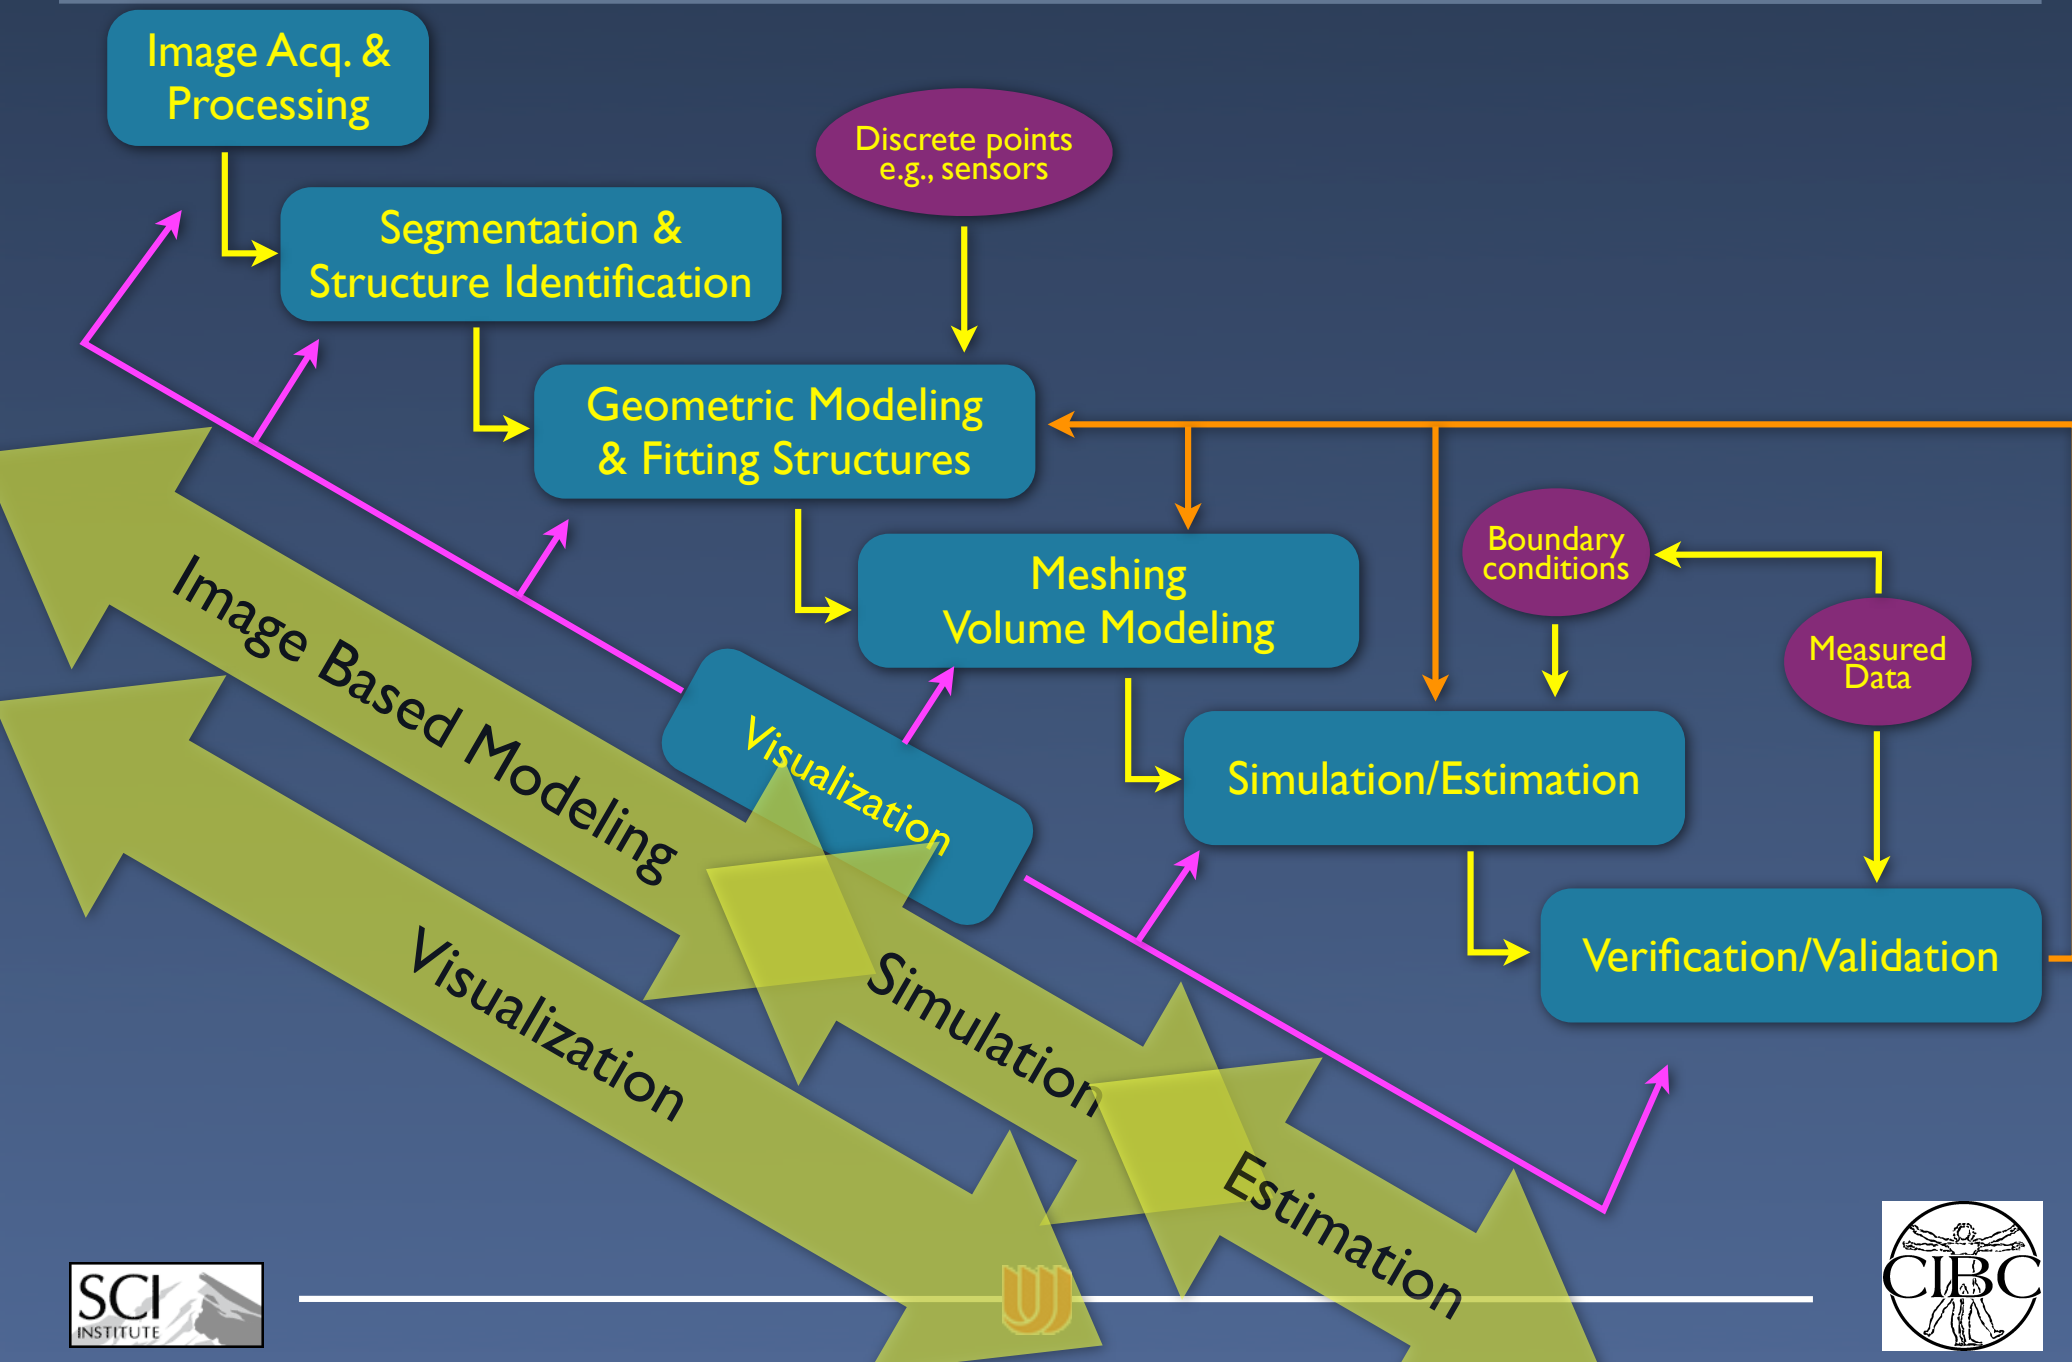 Image Acq. &
Processing
Discrete points
e.g., sensors
Segmentation &
Structure Identification
Geometric Modeling
& Fitting Structures
Boundary
conditions
Meshing
Volume Modeling
Measured
Data
Visualization
Simulation/Estimation
Verification/Validation
Image Based Modeling
Simulation
Estimation
Visualization
SCI
INSTITUTE
CIBC